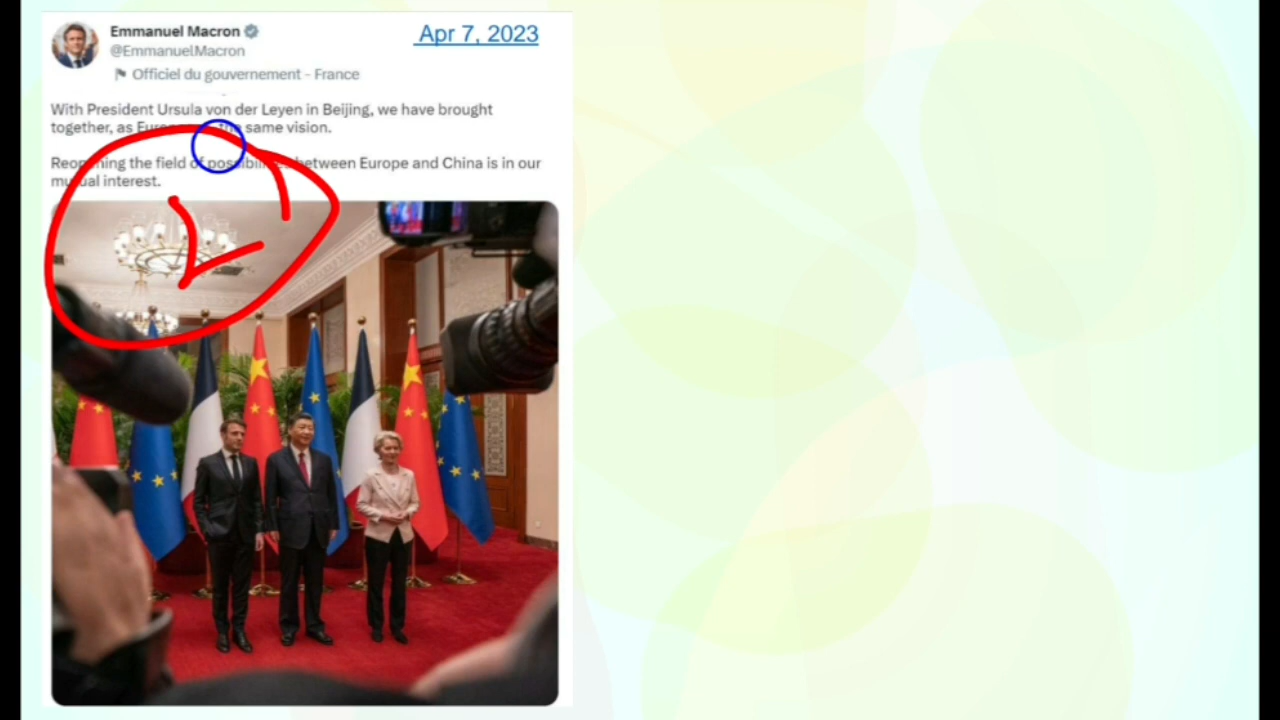 Emmanuel Macron
@EmmanuelMacron
Officiel du gouvernement - France
Apr 7, 2023
With President Ursula von der Leyen in Beijing, we have brought
together, as the same vision.
the field of between Europe and China is in our
interest.